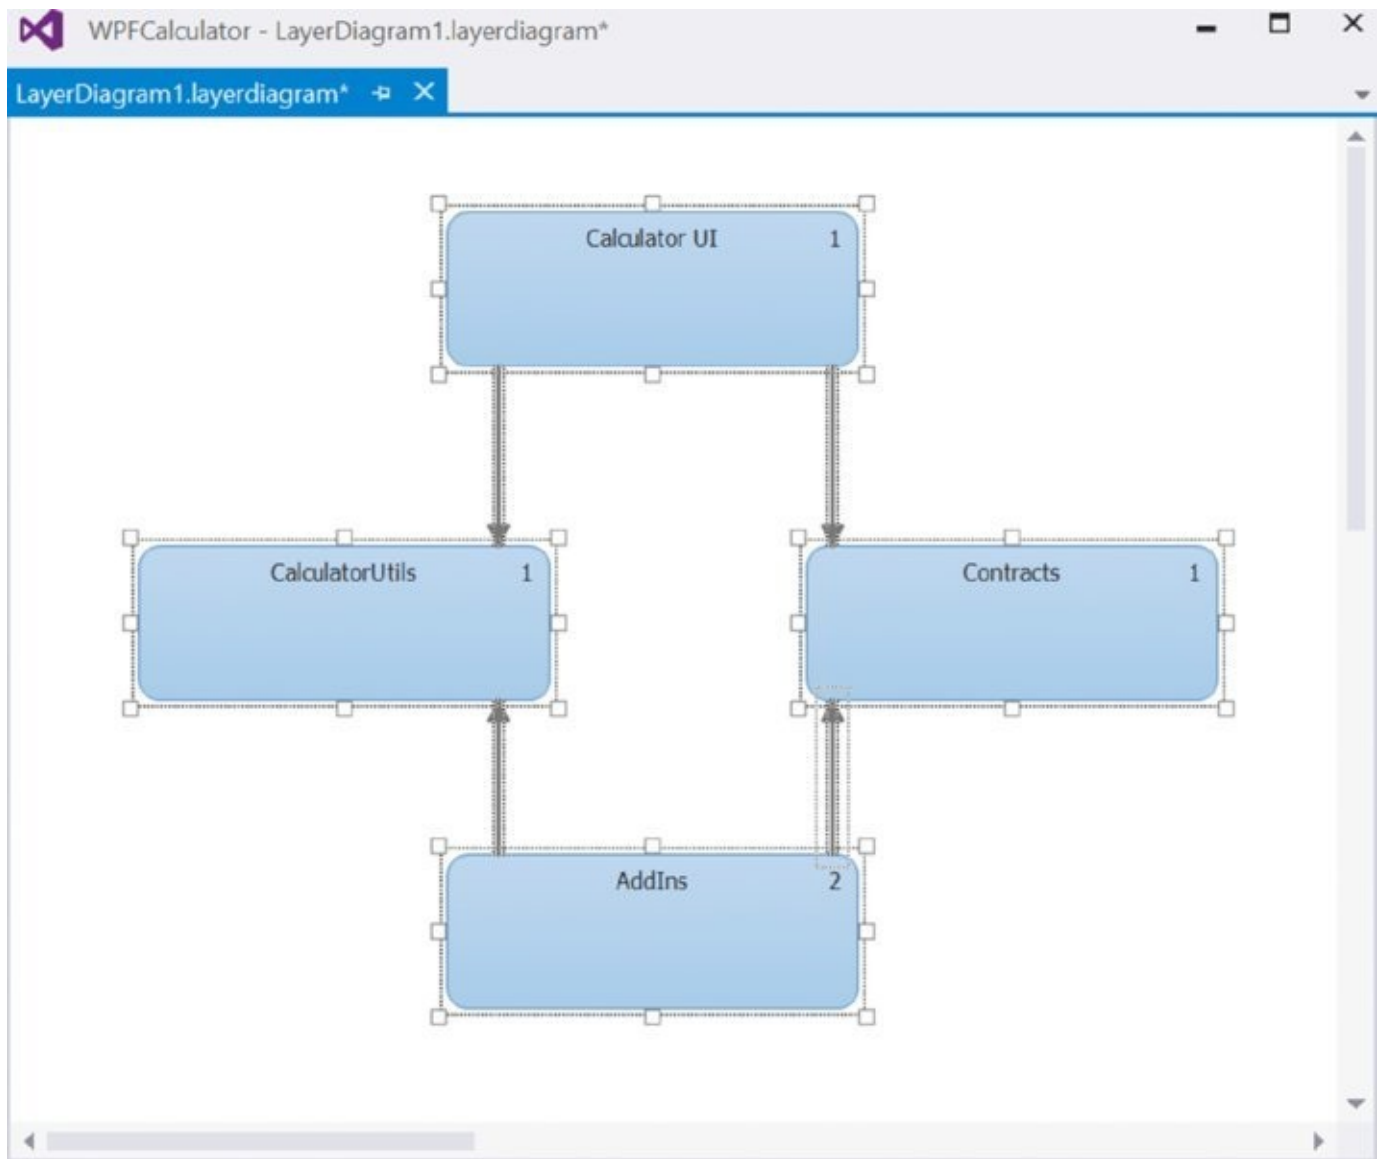 WPFCalculator - LayerDiagram1.layerdiagram*
LayerDiagram1.layerdiagram*
Calculator UI 1
CalculatorUtils 1
Contracts 1
AddIns 2